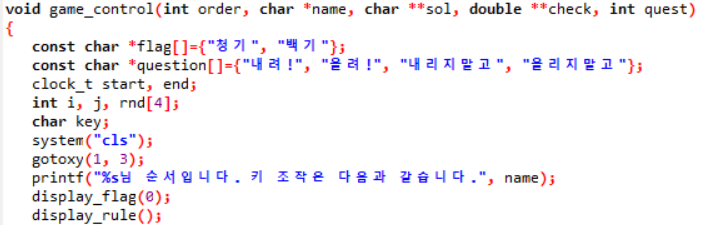 void game_control(int order, char *name, char **sol, double **check, int quest)
{
const char *flag[]={"청기", "백기"};
const char *question[]={"내려!", "올려!", "내리지말고", "올리지말고"};
clock_t start, end;
int i, j, rnd[4];
char key;
system("cls");
gotoxy(1, 3);
printf("%s님 순서입니다. 키 조작은 다음과 같습니다.", name);
display_flag(0);
display_rule();